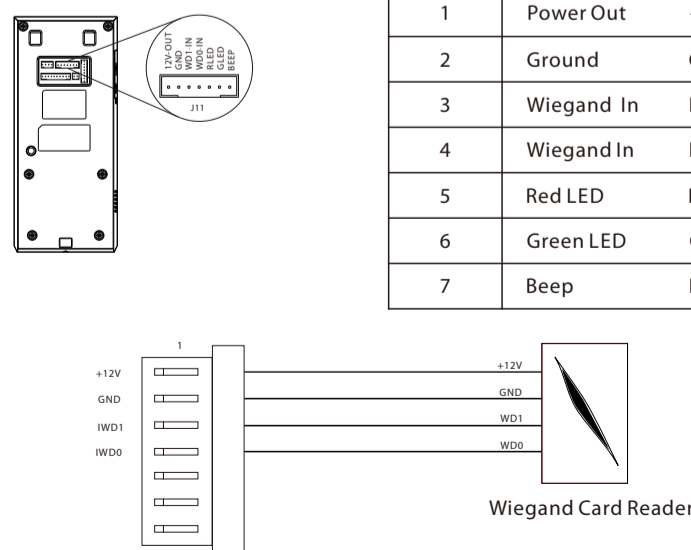 12V-OUT
GND
WD1-IN
WD0-IN
RLED
GLED
BEEP
J11
1 Power Out
2 Ground
3 Wiegand In
4 Wiegand In
5 Red LED
6 Green LED
7 Beep
1
+12V
GND
IWD1
IWD0
+12V
GND
WD1
WD0
Wiegand Card Reader